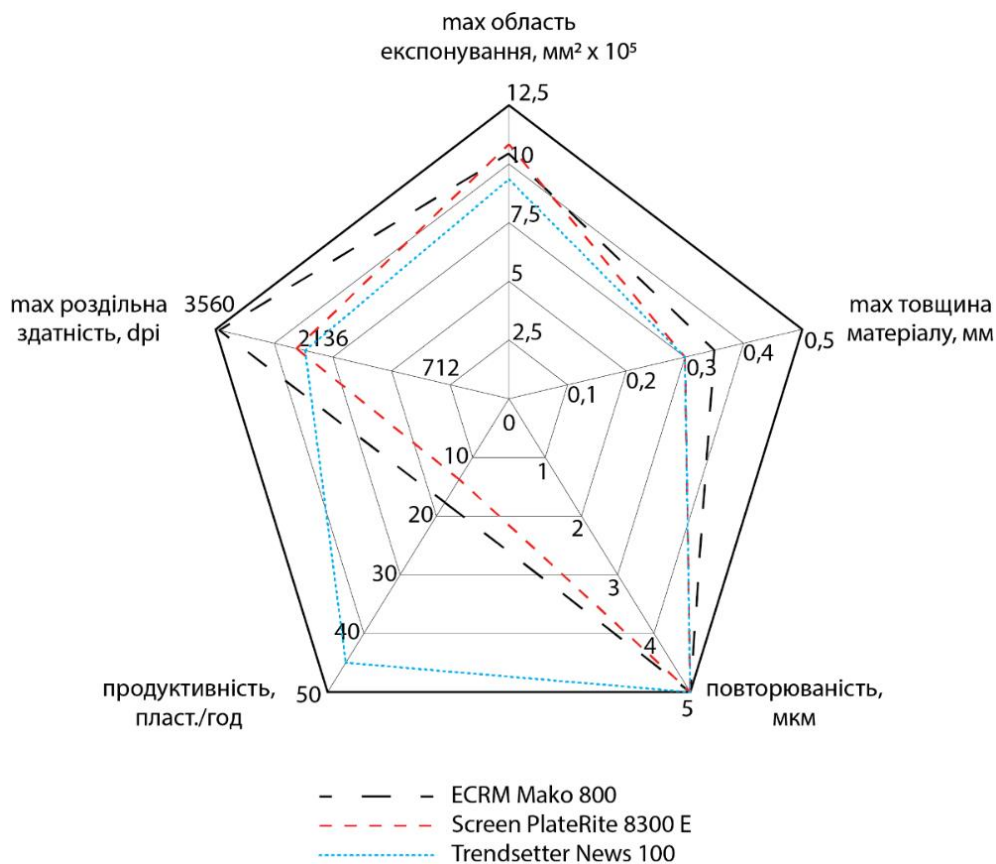 max область
експонування, мм² x 10⁵
12,5
10
7,5
5
2,5
0
max роздільна
здатність, dpi
3560
2136
712
max товщина
матеріалу, мм
0,5
0,4
0,3
0,2
0,1
10
20
30
40
50
1
2
3
4
5
продуктивність,
пласт./год
повторюваність,
мкм
ECRM Mako 800
Screen PlateRite 8300 E
Trendsetter News 100